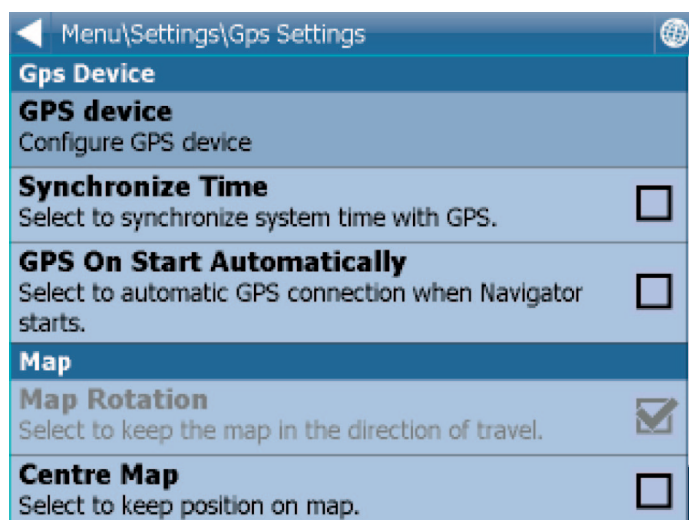 Menu\Settings\Gps Settings
Gps Device
GPS device
Configure GPS device
Synchronize Time
Select to synchronize system time with GPS.
GPS On Start Automatically
Select to automatic GPS connection when Navigator
starts.
Map
Map Rotation
Select to keep the map in the direction of travel.
Centre Map
Select to keep position on map.